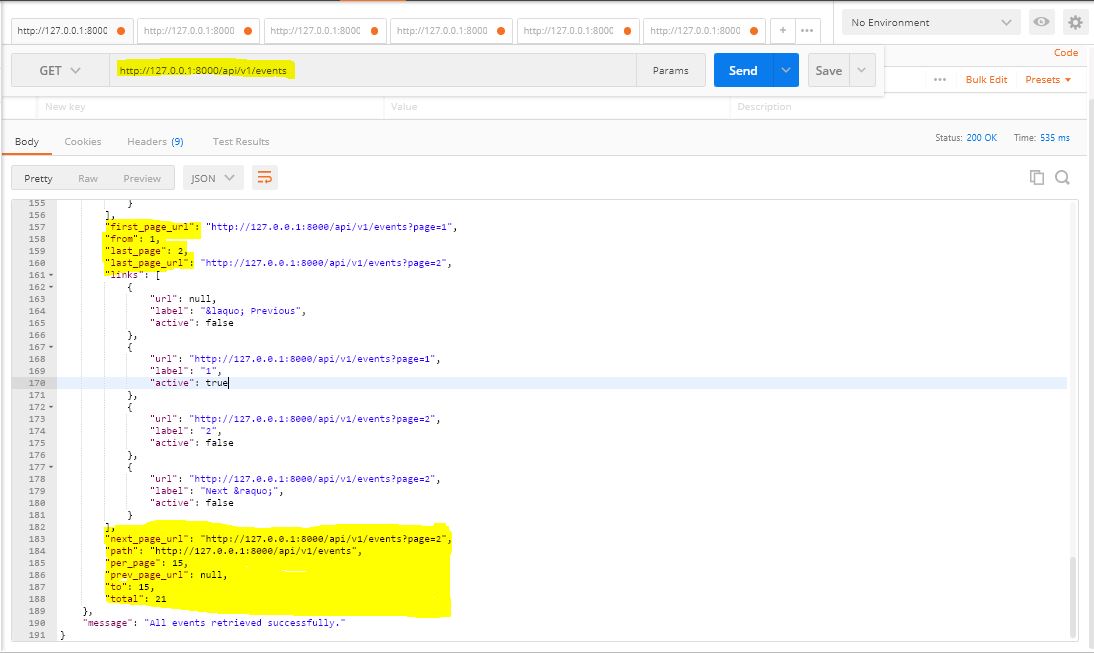 http://127.0.0.1:8000 http://127.0.0.1:8000 http://127.0.0.1:8000 http://127.0.0.1:8000 http://127.0.0.1:8000 http://127.0.0.1:8000 + ••• No Environment
GET http://127.0.0.1:8000/api/v1/events Params Send Save Code
••• Bulk Edit Presets
New key Value Description
Body Cookies Headers (9) Test Results Status: 200 OK Time: 535 ms
Pretty Raw Preview JSON
155 }
156 ],
157 "first_page_url": "http://127.0.0.1:8000/api/v1/events?page=1",
158 "from": 1,
159 "last_page": 2,
160 "last_page_url": "http://127.0.0.1:8000/api/v1/events?page=2",
161 "links": [
162 {
163 "url": null,
164 "label": "&laquo; Previous",
165 "active": false
166 },
167 {
168 "url": "http://127.0.0.1:8000/api/v1/events?page=1",
169 "label": "1",
170 "active": true
171 },
172 {
173 "url": "http://127.0.0.1:8000/api/v1/events?page=2",
174 "label": "2",
175 "active": false
176 },
177 {
178 "url": "http://127.0.0.1:8000/api/v1/events?page=2",
179 "label": "Next &raquo;",
180 "active": false
181 }
182 ],
183 "next_page_url": "http://127.0.0.1:8000/api/v1/events?page=2",
184 "path": "http://127.0.0.1:8000/api/v1/events",
185 "per_page": 15,
186 "prev_page_url": null,
187 "to": 15,
188 "total": 21
189 },
190 "message": "All events retrieved successfully."
191 }